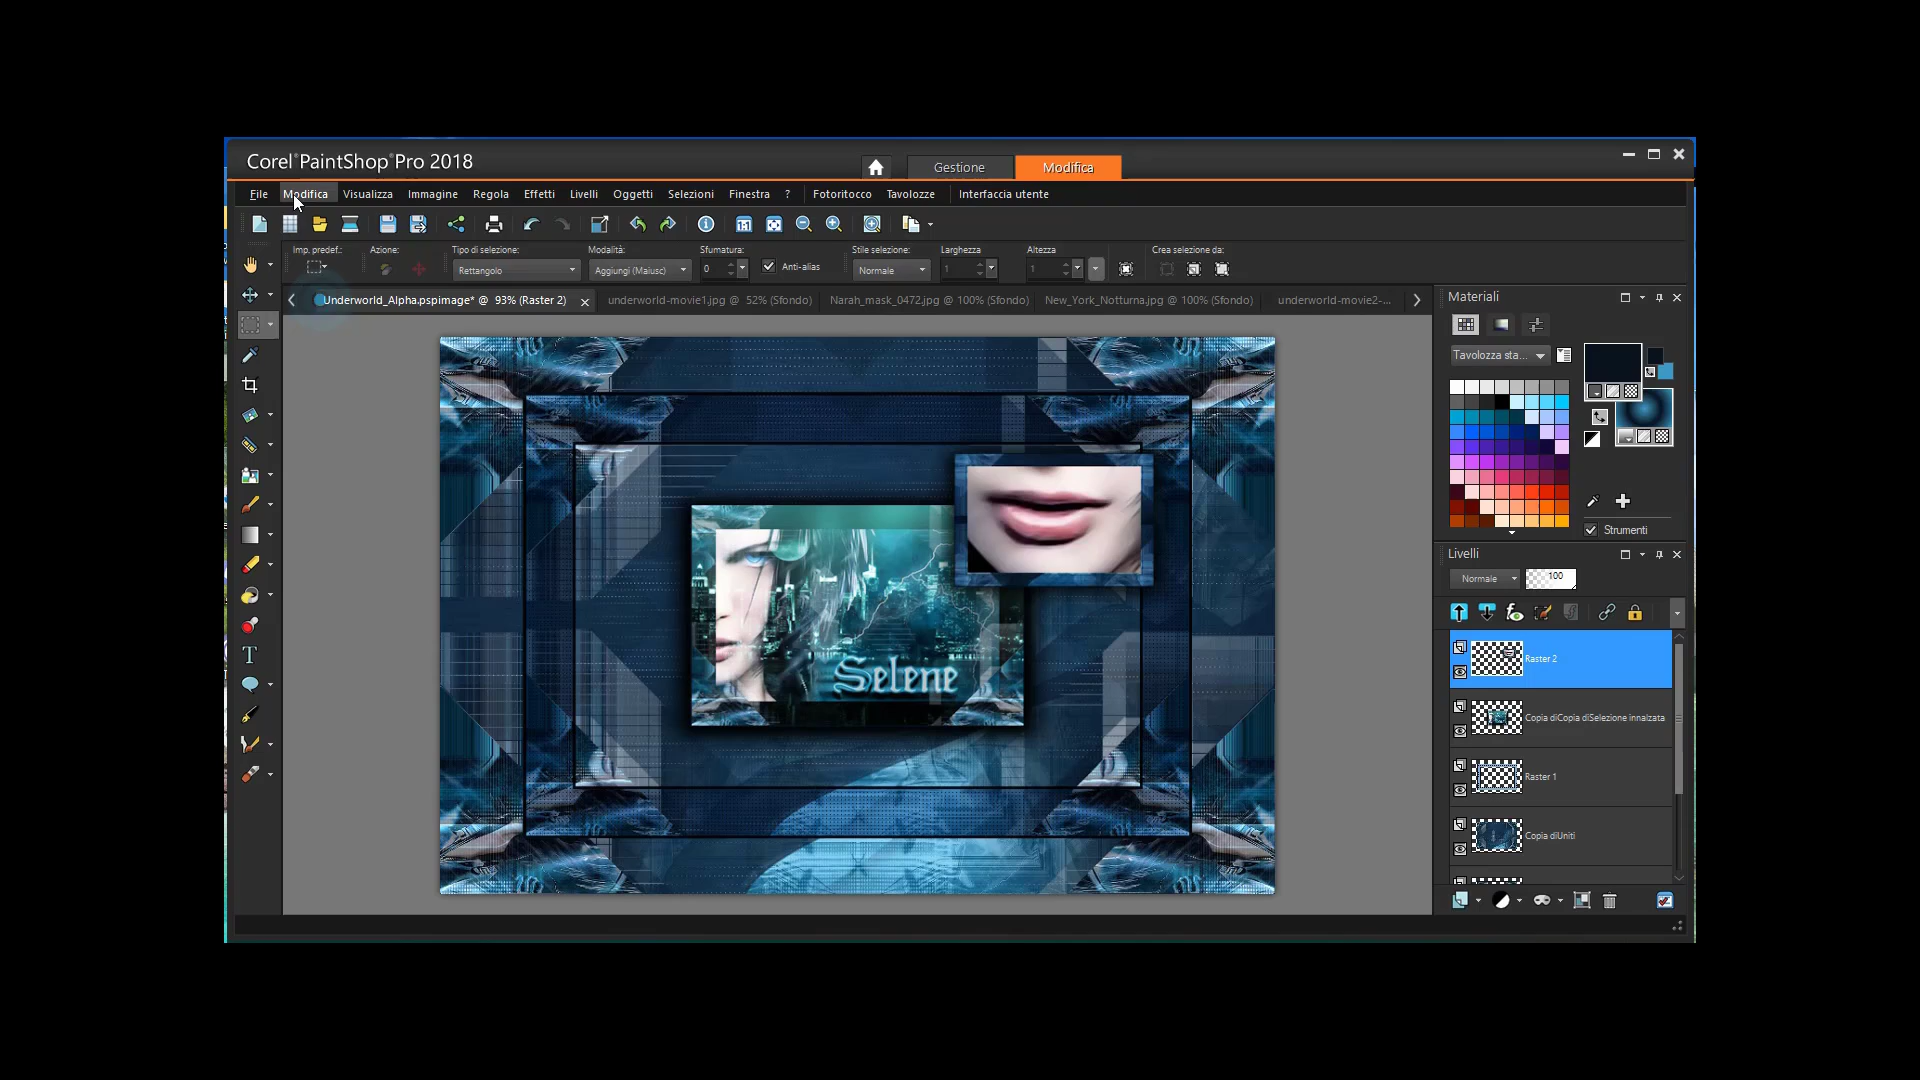 Corel® PaintShop® Pro 2018
Gestione
Modifica
File Modifica Visualizza Immagine Regola Effetti Livelli Oggetti Selezioni Finestra ? Fotoritocco Tavolozze Interfaccia utente
Imp. predef.: Azione: Tipo di selezione: Modalità: Sfumatura: Stile selezione: Larghezza Altezza Crea selezione da:
Rettangolo Aggiungi (Maiusc) 0 Anti-alias Normale 1 1
Underworld_Alpha.pspimage* @ 93% (Raster 2) underworld-movie1.jpg @ 52% (Sfondo) Narah_mask_0472.jpg @ 100% (Sfondo) New_York_Notturna.jpg @ 100% (Sfondo) underworld-movie2-...
Materiali
Tavolozza sta...
Strumenti
Livelli
Normale 100
Raster 2
Copia diCopia diSelezione innalzata
Raster 1
Copia diUniti
Selene